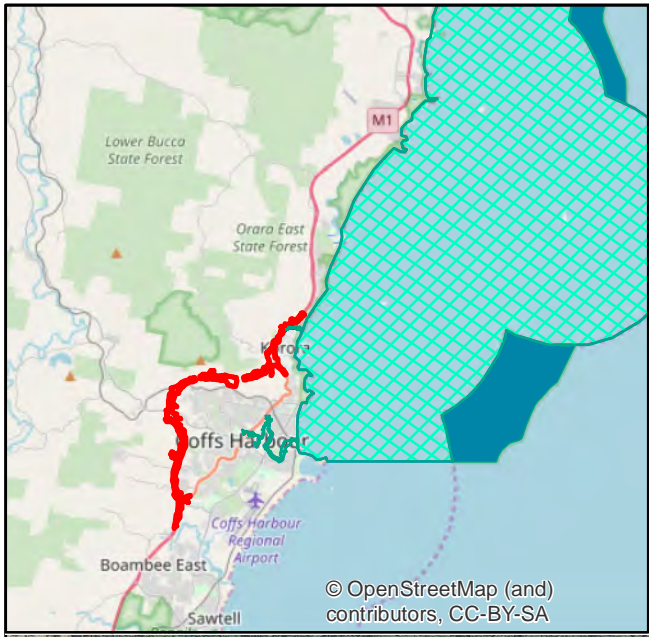 M1
Lower Bucca
State Forest
Orara East
State Forest
Coffs Harbour
Coffs Harbour
Regional
Airport
Boambee East
© OpenStreetMap (and)
contributors, CC-BY-SA
Sawtell